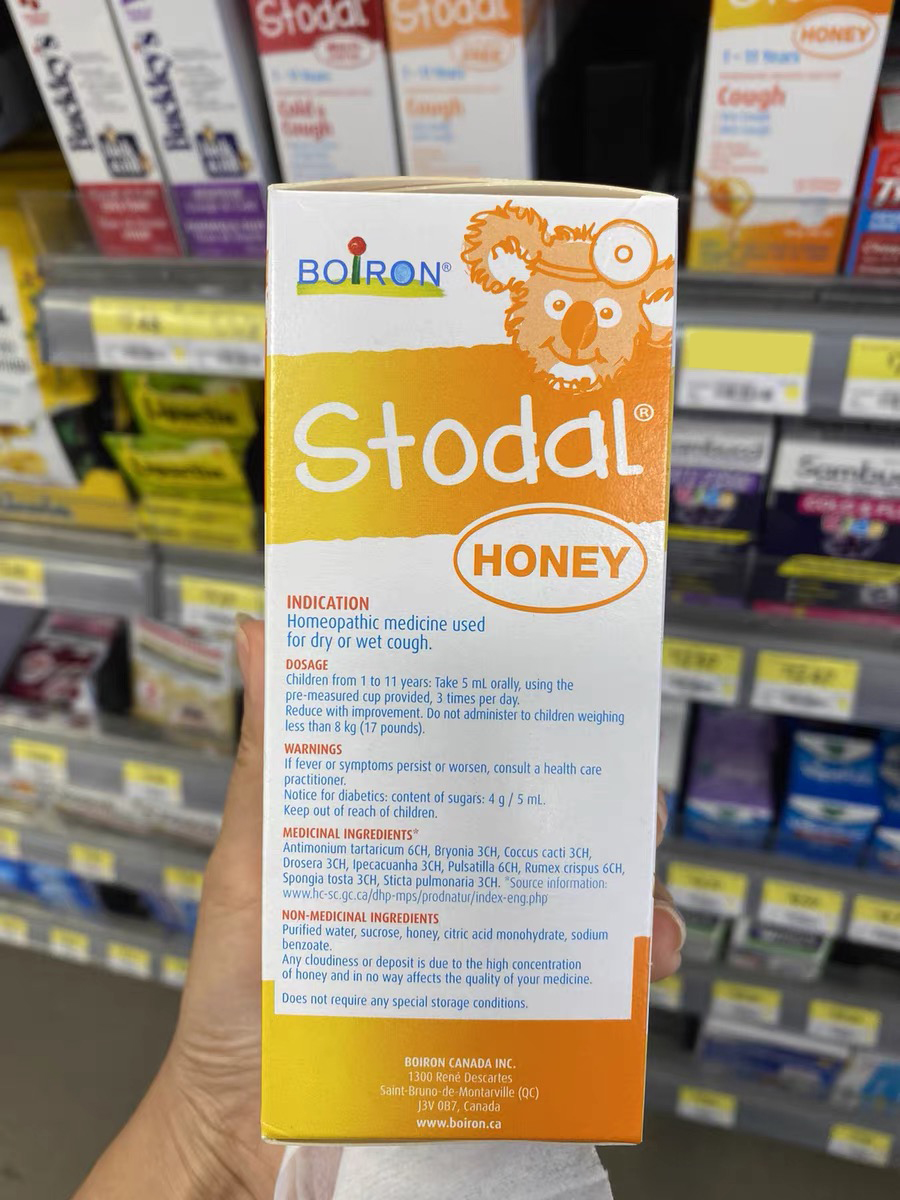 Stodal
1 - 11 Years
Cold &
Cough
Stodal
Cough
HONEY
1 - 11 Years
Cough
BOIRON®
Stodal®
HONEY
INDICATION
Homeopathic medicine used
for dry or wet cough.
DOSAGE
Children from 1 to 11 years: Take 5 mL orally, using the
pre-measured cup provided, 3 times per day.
Reduce with improvement. Do not administer to children weighing
less than 8 kg (17 pounds).
WARNINGS
If fever or symptoms persist or worsen, consult a health care
practitioner.
Notice for diabetics: content of sugars: 4 g / 5 mL.
Keep out of reach of children.
MEDICINAL INGREDIENTS*
Antimonium tartaricum 6CH, Bryonia 3CH, Coccus cacti 3CH,
Drosera 3CH, Ipecacuanha 3CH, Pulsatilla 6CH, Rumex crispus 6CH,
Spongia tosta 3CH, Sticta pulmonaria 3CH. *Source information:
www.hc-sc.gc.ca/dhp-mps/prodnatur/index-eng.php
NON-MEDICINAL INGREDIENTS
Purified water, sucrose, honey, citric acid monohydrate, sodium
benzoate.
Any cloudiness or deposit is due to the high concentration
of honey and in no way affects the quality of your medicine.
Does not require any special storage conditions.
BOIRON CANADA INC.
1300 René Descartes
Saint-Bruno-de-Montarville (QC)
J3V 0B7, Canada
www.boiron.ca